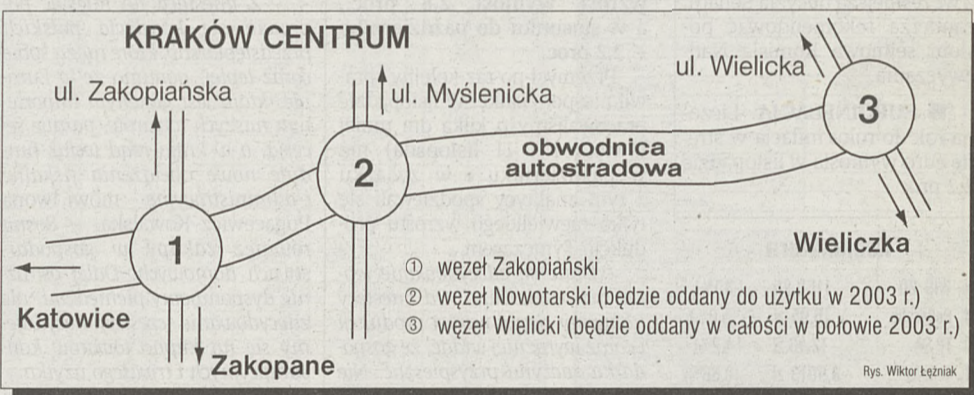 KRAKÓW CENTRUM
ul. Zakopiańska
ul. Myślenicka
ul. Wielicka
3
obwodnica
autostradowa
2
1
Wieliczka
Katowice
Zakopane
① węzeł Zakopiański
② węzeł Nowotarski (będzie oddany do użytku w 2003 r.)
③ węzeł Wielicki (będzie oddany w całości w połowie 2003 r.)
Rys. Wiktor Łężniak